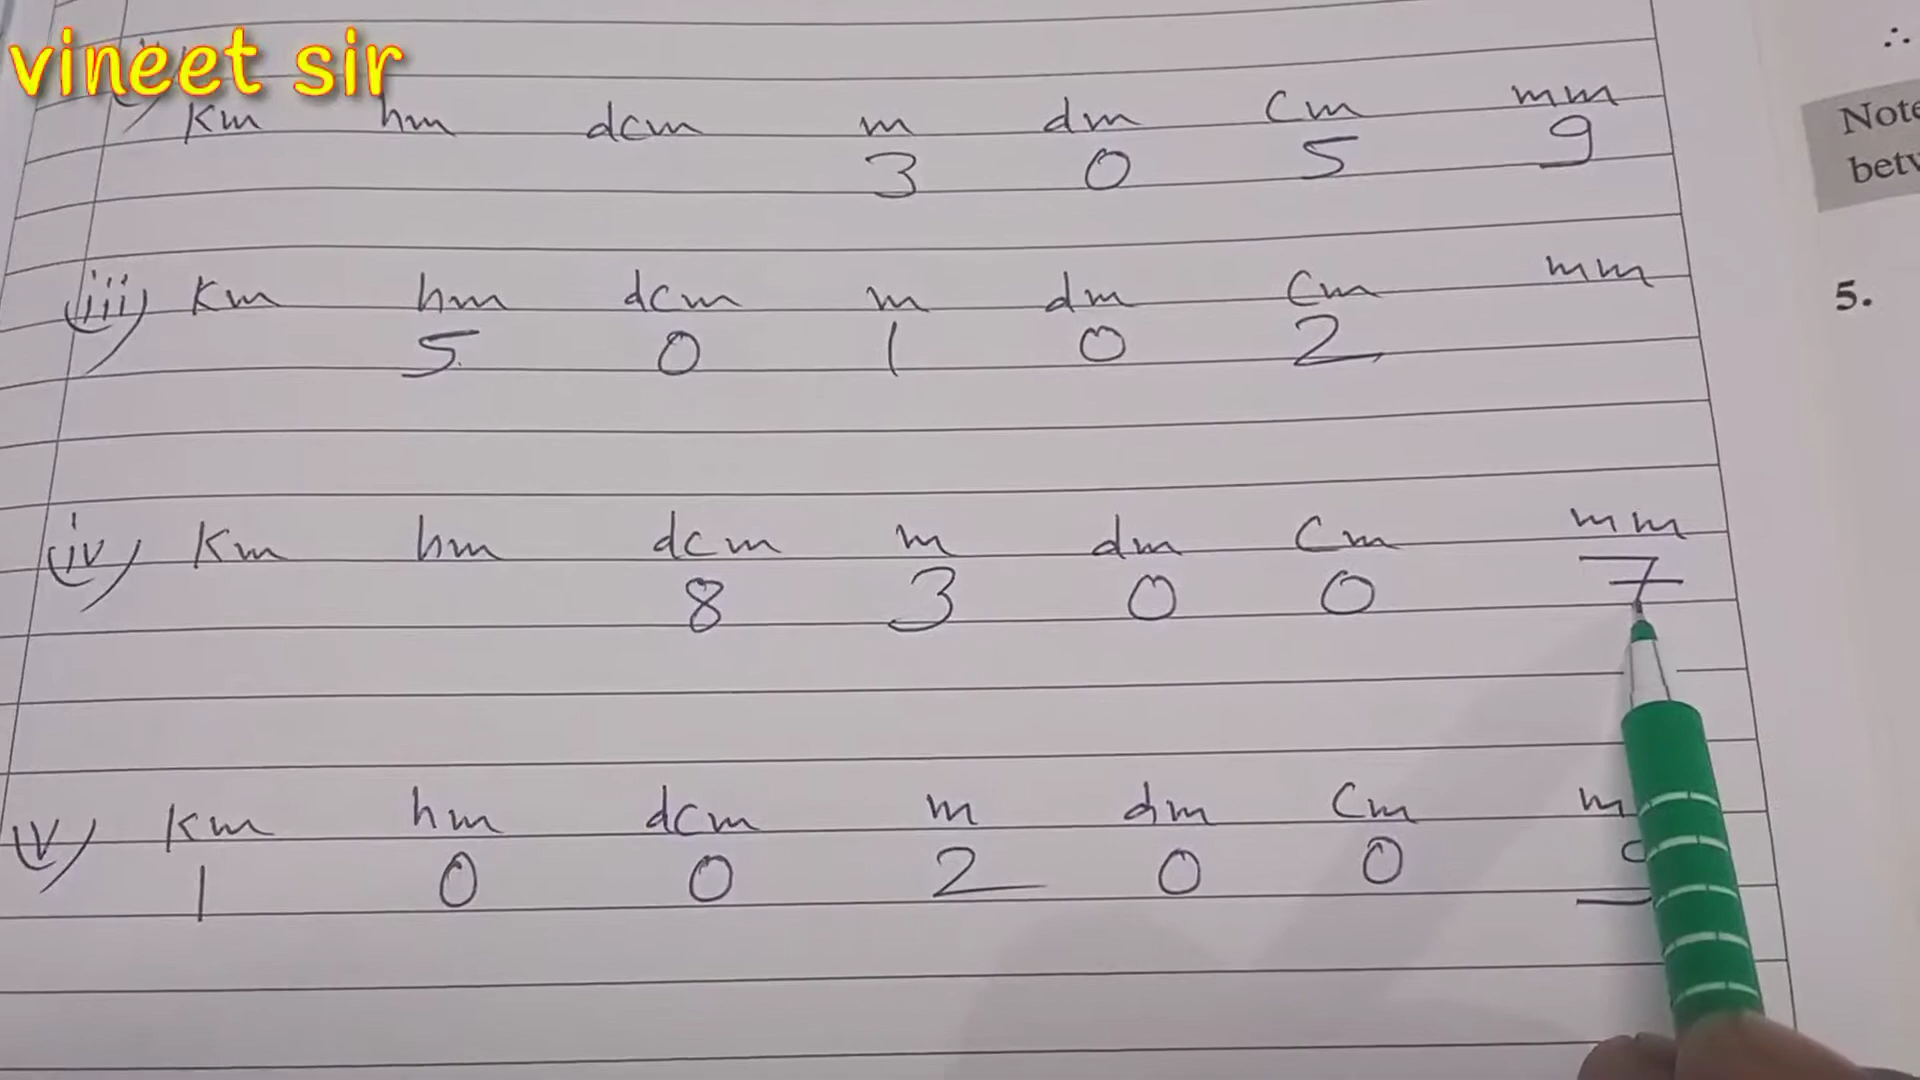 vineet sir
Km hm dcm m dm Cm mm
3 0 5 9
(iii) Km hm dcm m dm Cm mm
5 0 1 0 2
(iv) Km hm dcm m dm Cm mm
8 3 0 0 7
(v) Km hm dcm m dm Cm m
1 0 0 2 0 0
∴
Note
5.